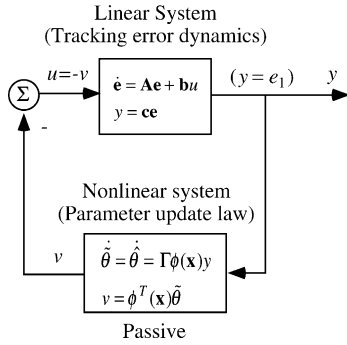 Linear System
(Tracking error dynamics)
u=-v
(y = e₁)
y
Σ
-
ė = Ae + bu
y = ce
Nonlinear system
(Parameter update law)
v
θ̃̇ = θ̂̇ = Γϕ(x)y
v = ϕᵀ(x)θ̃
Passive